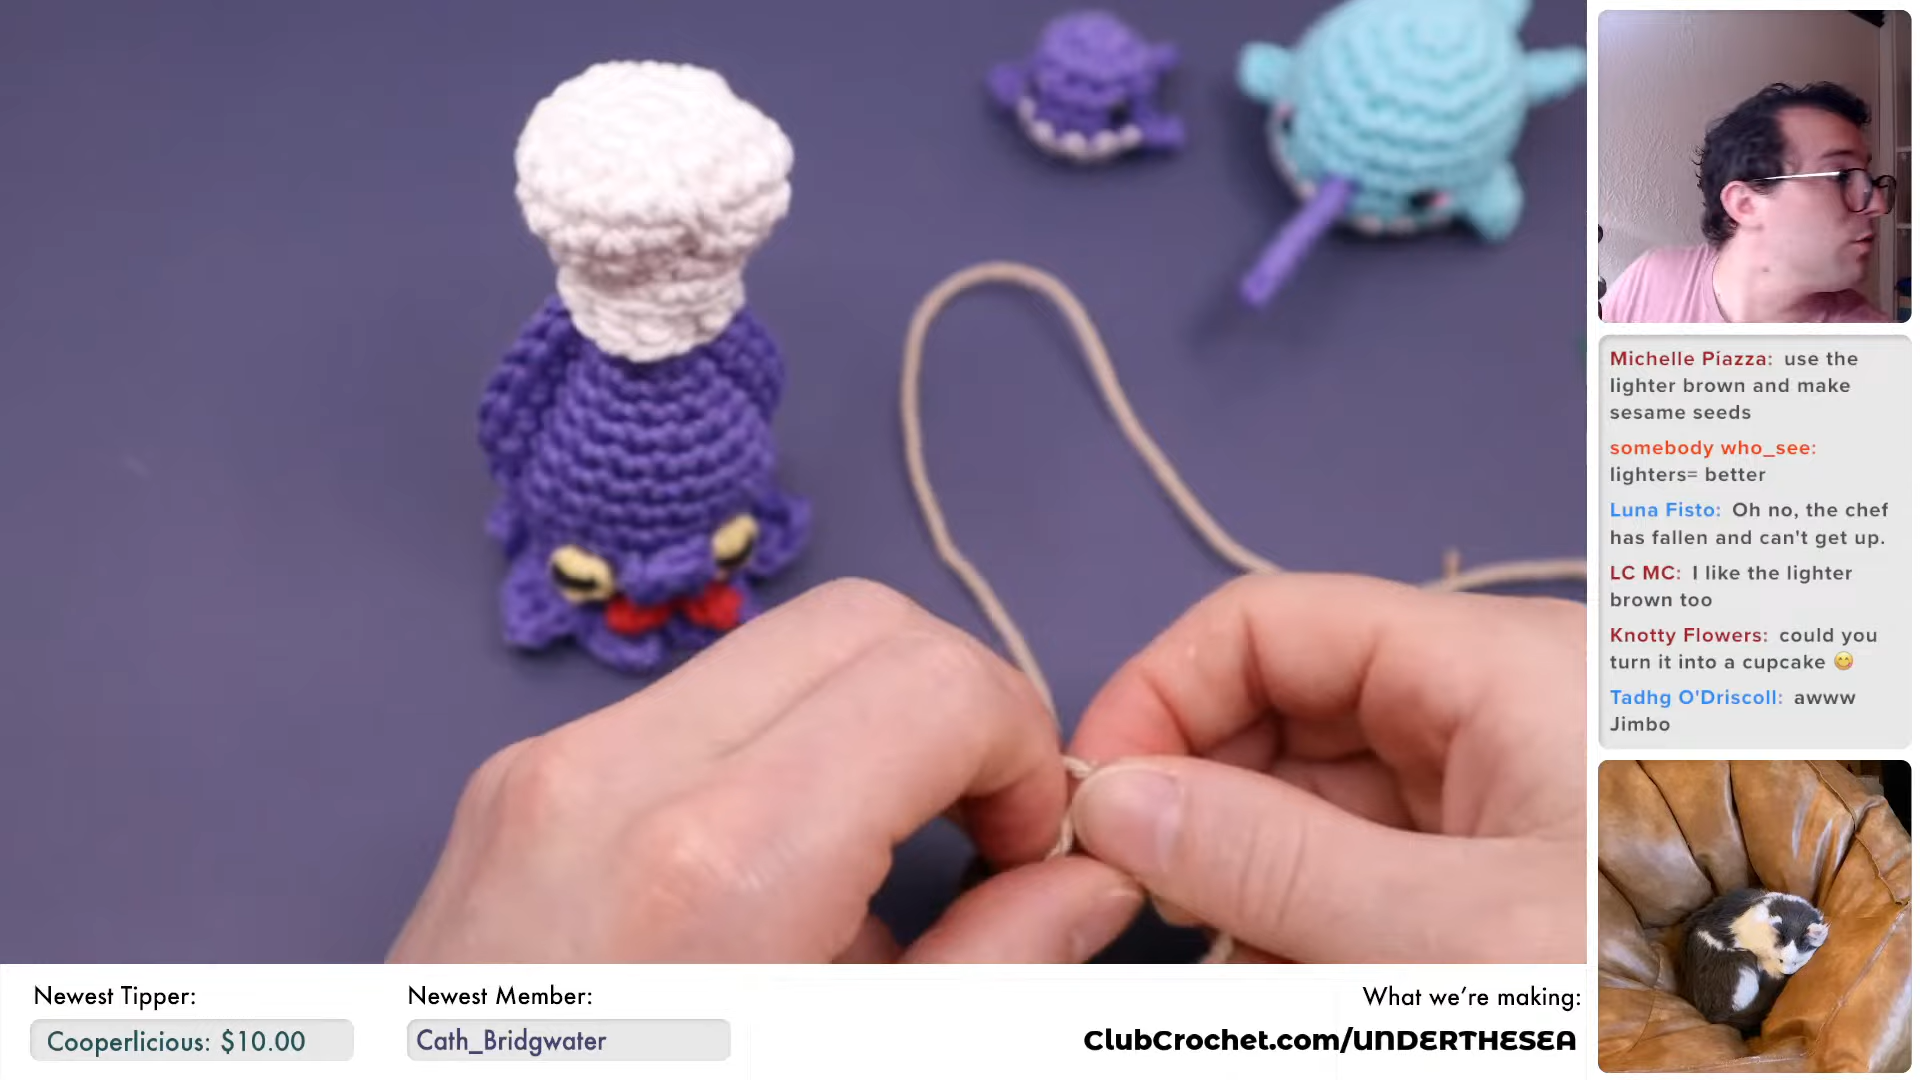 Michelle Piazza: use the
lighter brown and make
sesame seeds
somebody who_see:
lighters= better
Luna Fisto: Oh no, the chef
has fallen and can't get up.
LC MC: I like the lighter
brown too
Knotty Flowers: could you
turn it into a cupcake 😋
Tadhg O'Driscoll: awww
Jimbo
Newest Tipper:
Cooperlicious: $10.00
Newest Member:
Cath_Bridgwater
What we're making:
ClubCrochet.com/UNDERTHESEA